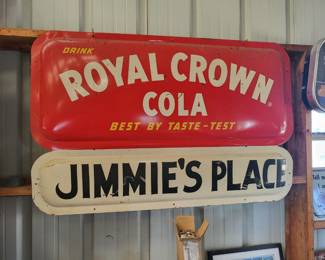 DRINK
ROYAL CROWN
COLA
BEST BY TASTE-TEST
JIMMIE'S PLACE